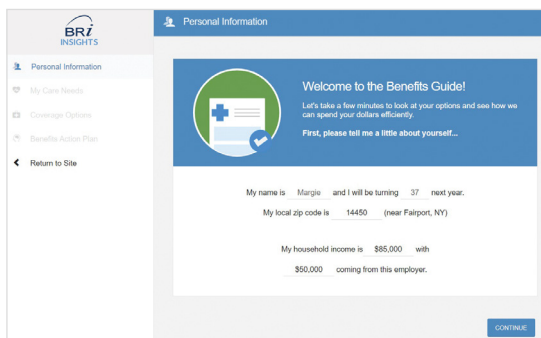 BRi
INSIGHTS
Personal Information
My Care Needs
Coverage Options
Benefits Action Plan
Return to Site
Personal Information
Welcome to the Benefits Guide!
Let's take a few minutes to look at your options and see how we
can spend your dollars efficiently.
First, please tell me a little about yourself...
My name is Margie and I will be turning 37 next year.
My local zip code is 14450 (near Fairport, NY)
My household income is $85,000 with
$50,000 coming from this employer.
CONTINUE